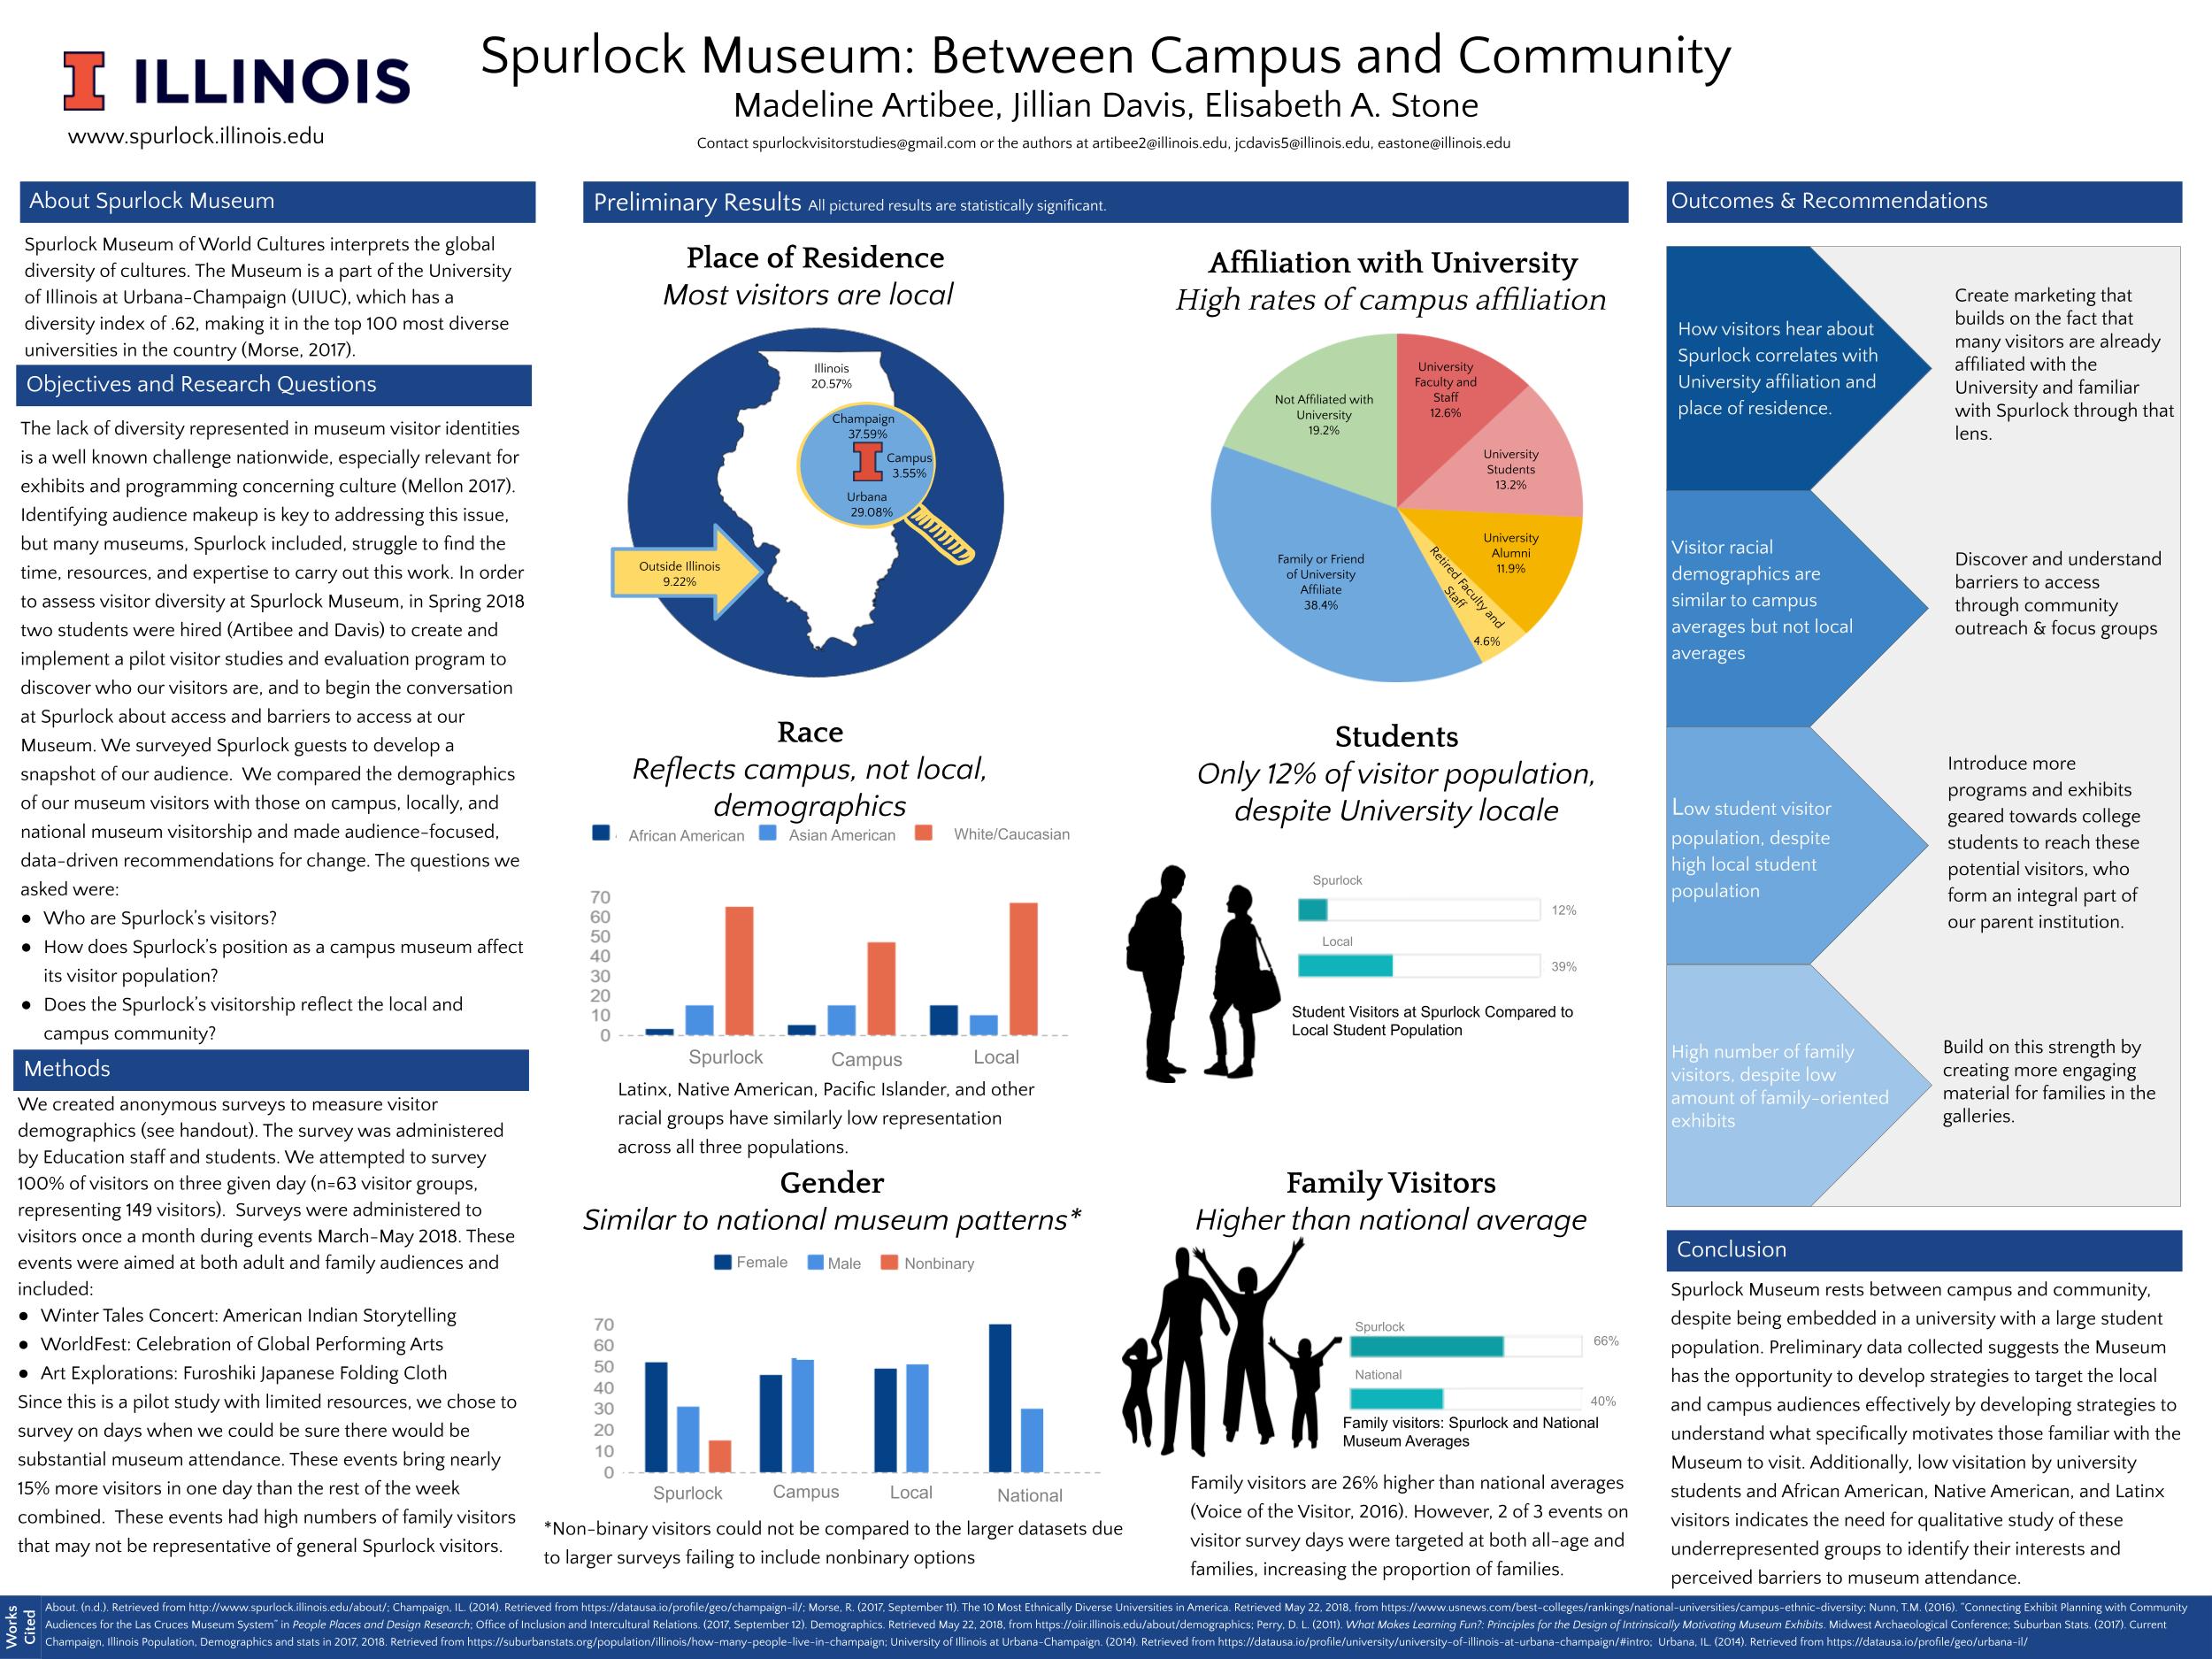 ILLINOIS
www.spurlock.illinois.edu
Spurlock Museum: Between Campus and Community
Madeline Artibee, Jillian Davis, Elisabeth A. Stone
Contact spurlockvisitorstudies@gmail.com or the authors at artibee2@illinois.edu, jcdavis5@illinois.edu, eastone@illinois.edu
About Spurlock Museum
Spurlock Museum of World Cultures interprets the global
diversity of cultures. The Museum is a part of the University
of Illinois at Urbana-Champaign (UIUC), which has a
diversity index of .62, making it in the top 100 most diverse
universities in the country (Morse, 2017).
Objectives and Research Questions
The lack of diversity represented in museum visitor identities
is a well known challenge nationwide, especially relevant for
exhibits and programming concerning culture (Mellon 2017).
Identifying audience makeup is key to addressing this issue,
but many museums, Spurlock included, struggle to find the
time, resources, and expertise to carry out this work. In order
to assess visitor diversity at Spurlock Museum, in Spring 2018
two students were hired (Artibee and Davis) to create and
implement a pilot visitor studies and evaluation program to
discover who our visitors are, and to begin the conversation
at Spurlock about access and barriers to access at our
Museum. We surveyed Spurlock guests to develop a
snapshot of our audience.  We compared the demographics
of our museum visitors with those on campus, locally, and
national museum visitorship and made audience-focused,
data-driven recommendations for change. The questions we
asked were:
● Who are Spurlock's visitors?
● How does Spurlock's position as a campus museum affect
its visitor population?
● Does the Spurlock's visitorship reflect the local and
campus community?
Methods
We created anonymous surveys to measure visitor
demographics (see handout). The survey was administered
by Education staff and students. We attempted to survey
100% of visitors on three given day (n=63 visitor groups,
representing 149 visitors).  Surveys were administered to
visitors once a month during events March-May 2018. These
events were aimed at both adult and family audiences and
included:
● Winter Tales Concert: American Indian Storytelling
● WorldFest: Celebration of Global Performing Arts
● Art Explorations: Furoshiki Japanese Folding Cloth
Since this is a pilot study with limited resources, we chose to
survey on days when we could be sure there would be
substantial museum attendance. These events bring nearly
15% more visitors in one day than the rest of the week
combined.  These events had high numbers of family visitors
that may not be representative of general Spurlock visitors.
Preliminary Results All pictured results are statistically significant.
Place of Residence
Most visitors are local
Illinois
20.57%
Champaign
37.59%
Campus
3.55%
Urbana
29.08%
Outside Illinois
9.22%
Affiliation with University
High rates of campus affiliation
University
Faculty and
Staff
12.6%
University
Students
13.2%
University
Alumni
11.9%
Retired Faculty and
Staff
4.6%
Family or Friend
of University
Affiliate
38.4%
Not Affiliated with
University
19.2%
Race
Reflects campus, not local,
demographics
African American
Asian American
White/Caucasian
70
60
50
40
30
20
10
0
Spurlock
Campus
Local
Latinx, Native American, Pacific Islander, and other
racial groups have similarly low representation
across all three populations.
Students
Only 12% of visitor population,
despite University locale
Spurlock
12%
Local
39%
Student Visitors at Spurlock Compared to
Local Student Population
Gender
Similar to national museum patterns*
Female
Male
Nonbinary
70
60
50
40
30
20
10
0
Spurlock
Campus
Local
National
*Non-binary visitors could not be compared to the larger datasets due
to larger surveys failing to include nonbinary options
Family Visitors
Higher than national average
Spurlock
66%
National
40%
Family visitors: Spurlock and National
Museum Averages
Family visitors are 26% higher than national averages
(Voice of the Visitor, 2016). However, 2 of 3 events on
visitor survey days were targeted at both all-age and
families, increasing the proportion of families.
Outcomes & Recommendations
How visitors hear about
Spurlock correlates with
University affiliation and
place of residence.
Create marketing that
builds on the fact that
many visitors are already
affiliated with the
University and familiar
with Spurlock through that
lens.
Visitor racial
demographics are
similar to campus
averages but not local
averages
Discover and understand
barriers to access
through community
outreach & focus groups
Low student visitor
population, despite
high local student
population
Introduce more
programs and exhibits
geared towards college
students to reach these
potential visitors, who
form an integral part of
our parent institution.
High number of family
visitors, despite low
amount of family-oriented
exhibits
Build on this strength by
creating more engaging
material for families in the
galleries.
Conclusion
Spurlock Museum rests between campus and community,
despite being embedded in a university with a large student
population. Preliminary data collected suggests the Museum
has the opportunity to develop strategies to target the local
and campus audiences effectively by developing strategies to
understand what specifically motivates those familiar with the
Museum to visit. Additionally, low visitation by university
students and African American, Native American, and Latinx
visitors indicates the need for qualitative study of these
underrepresented groups to identify their interests and
perceived barriers to museum attendance.
Works
Cited
About. (n.d.). Retrieved from http://www.spurlock.illinois.edu/about/; Champaign, IL. (2014). Retrieved from https://datausa.io/profile/geo/champaign-il/; Morse, R. (2017, September 11). The 10 Most Ethnically Diverse Universities in America. Retrieved May 22, 2018, from https://www.usnews.com/best-colleges/rankings/national-universities/campus-ethnic-diversity; Nunn, T.M. (2016). "Connecting Exhibit Planning with Community
Audiences for the Las Cruces Museum System" in People Places and Design Research; Office of Inclusion and Intercultural Relations. (2017, September 12). Demographics. Retrieved May 22, 2018, from https://oiir.illinois.edu/about/demographics; Perry, D. L. (2011). What Makes Learning Fun?: Principles for the Design of Intrinsically Motivating Museum Exhibits. Midwest Archaeological Conference; Suburban Stats. (2017). Current
Champaign, Illinois Population, Demographics and stats in 2017, 2018. Retrieved from https://suburbanstats.org/population/illinois/how-many-people-live-in-champaign; University of Illinois at Urbana-Champaign. (2014). Retrieved from https://datausa.io/profile/university/university-of-illinois-at-urbana-champaign/#intro;  Urbana, IL. (2014). Retrieved from https://datausa.io/profile/geo/urbana-il/